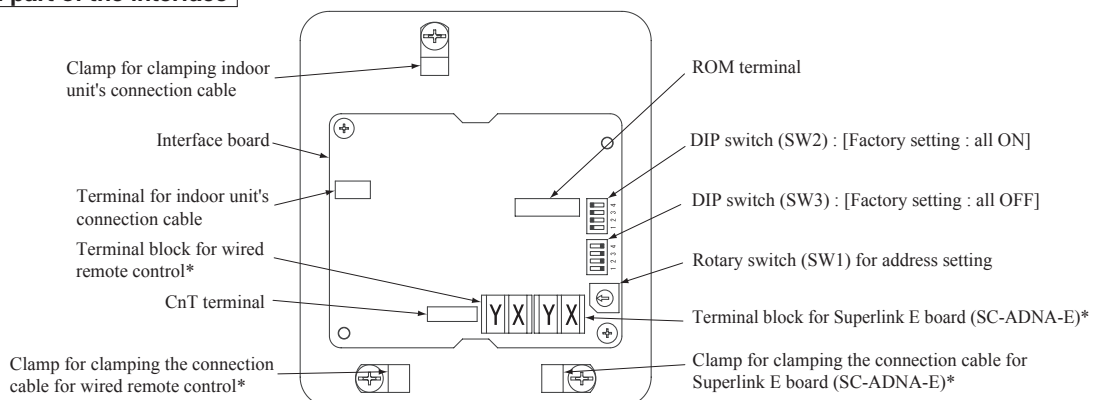 part of the interface
Clamp for clamping indoor
unit's connection cable
Interface board
Terminal for indoor unit's
connection cable
Terminal block for wired
remote control*
CnT terminal
Clamp for clamping the connection
cable for wired remote control*
Y X Y X
1 2 3 4
1 2 3 4
ROM terminal
DIP switch (SW2) : [Factory setting : all ON]
DIP switch (SW3) : [Factory setting : all OFF]
Rotary switch (SW1) for address setting
Terminal block for Superlink E board (SC-ADNA-E)*
Clamp for clamping the connection cable for
Superlink E board (SC-ADNA-E)*